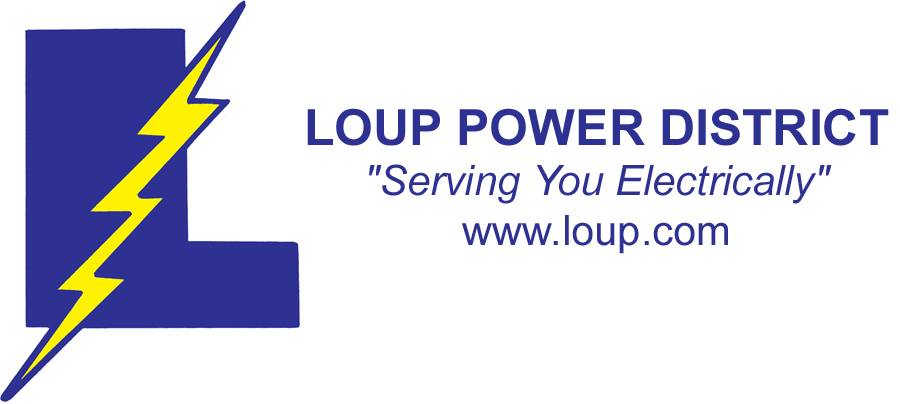 L
LOUP POWER DISTRICT
"Serving You Electrically"
www.loup.com